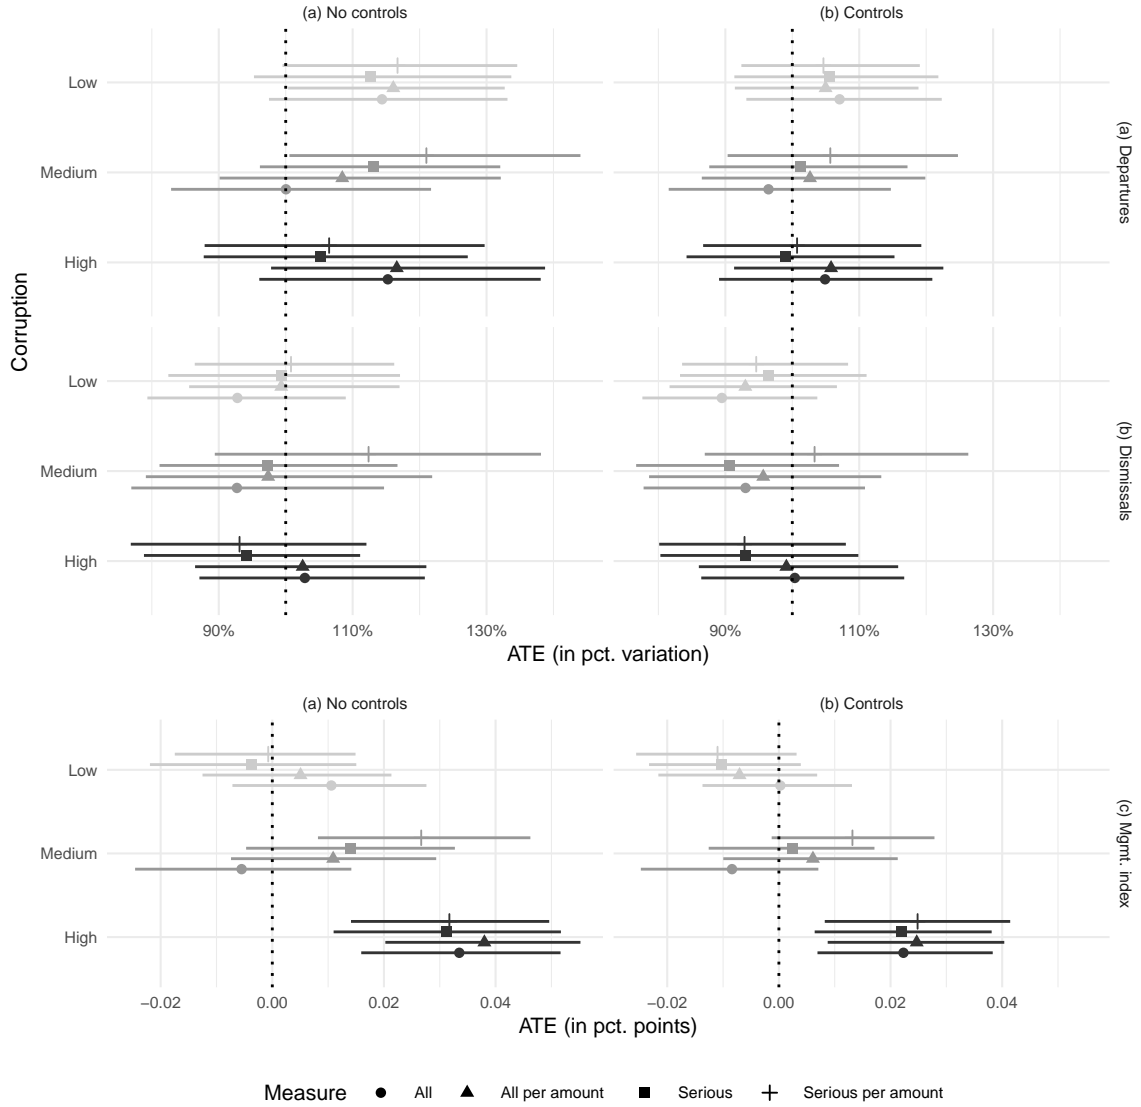 (a) No controls
(b) Controls
Low
Medium
High
(a) Departures
Corruption
Low
Medium
High
(b) Dismissals
90%
110%
130%
90%
110%
130%
ATE (in pct. variation)
(a) No controls
(b) Controls
Low
Medium
High
(c) Mgmt. index
−0.02
0.00
0.02
0.04
−0.02
0.00
0.02
0.04
ATE (in pct. points)
Measure All All per amount Serious Serious per amount